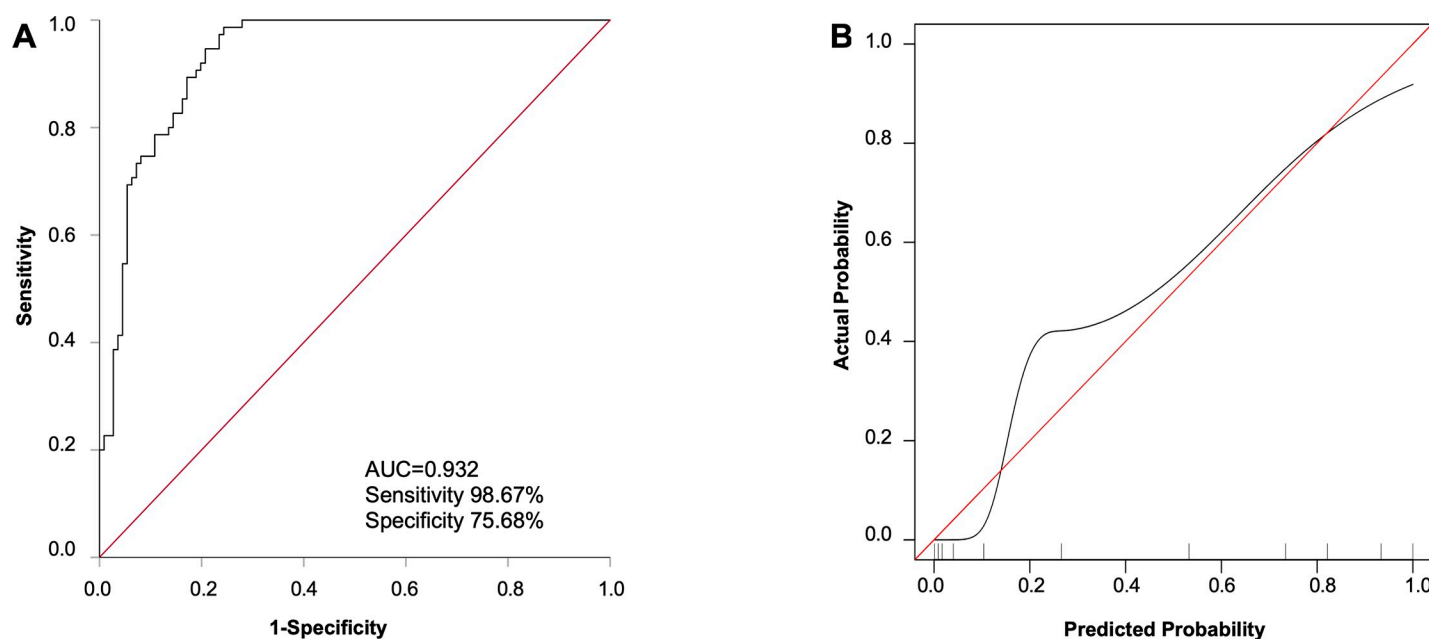 A
1.0
0.8
0.6
0.4
0.2
0.0
Sensitivity
AUC=0.932
Sensitivity 98.67%
Specificity 75.68%
0.0 0.2 0.4 0.6 0.8 1.0
1-Specificity
B
1.0
0.8
0.6
0.4
0.2
0.0
Actual Probability
0.0 0.2 0.4 0.6 0.8 1.0
Predicted Probability